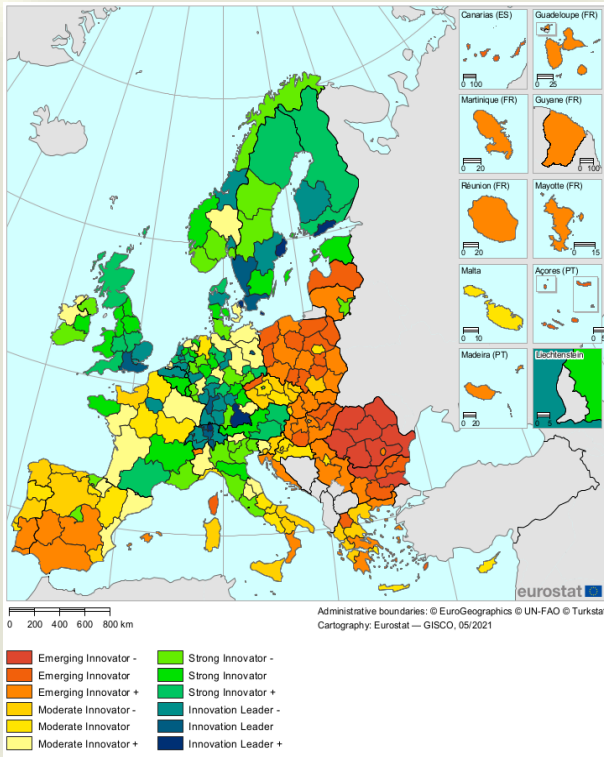 Canarias (ES)
0 100
Guadeloupe (FR)
0 25
Martinique (FR)
0 20
Guyane (FR)
0 100
Réunion (FR)
0 20
Mayotte (FR)
0 15
Malta
0 10
Açores (PT)
0
Madeira (PT)
0 20
Liechtenstein
0 5
eurostat
0 200 400 600 800 km
Administrative boundaries: © EuroGeographics © UN-FAO © Turksta
Cartography: Eurostat — GISCO, 05/2021
Emerging Innovator -
Emerging Innovator
Emerging Innovator +
Moderate Innovator -
Moderate Innovator
Moderate Innovator +
Strong Innovator -
Strong Innovator
Strong Innovator +
Innovation Leader -
Innovation Leader
Innovation Leader +